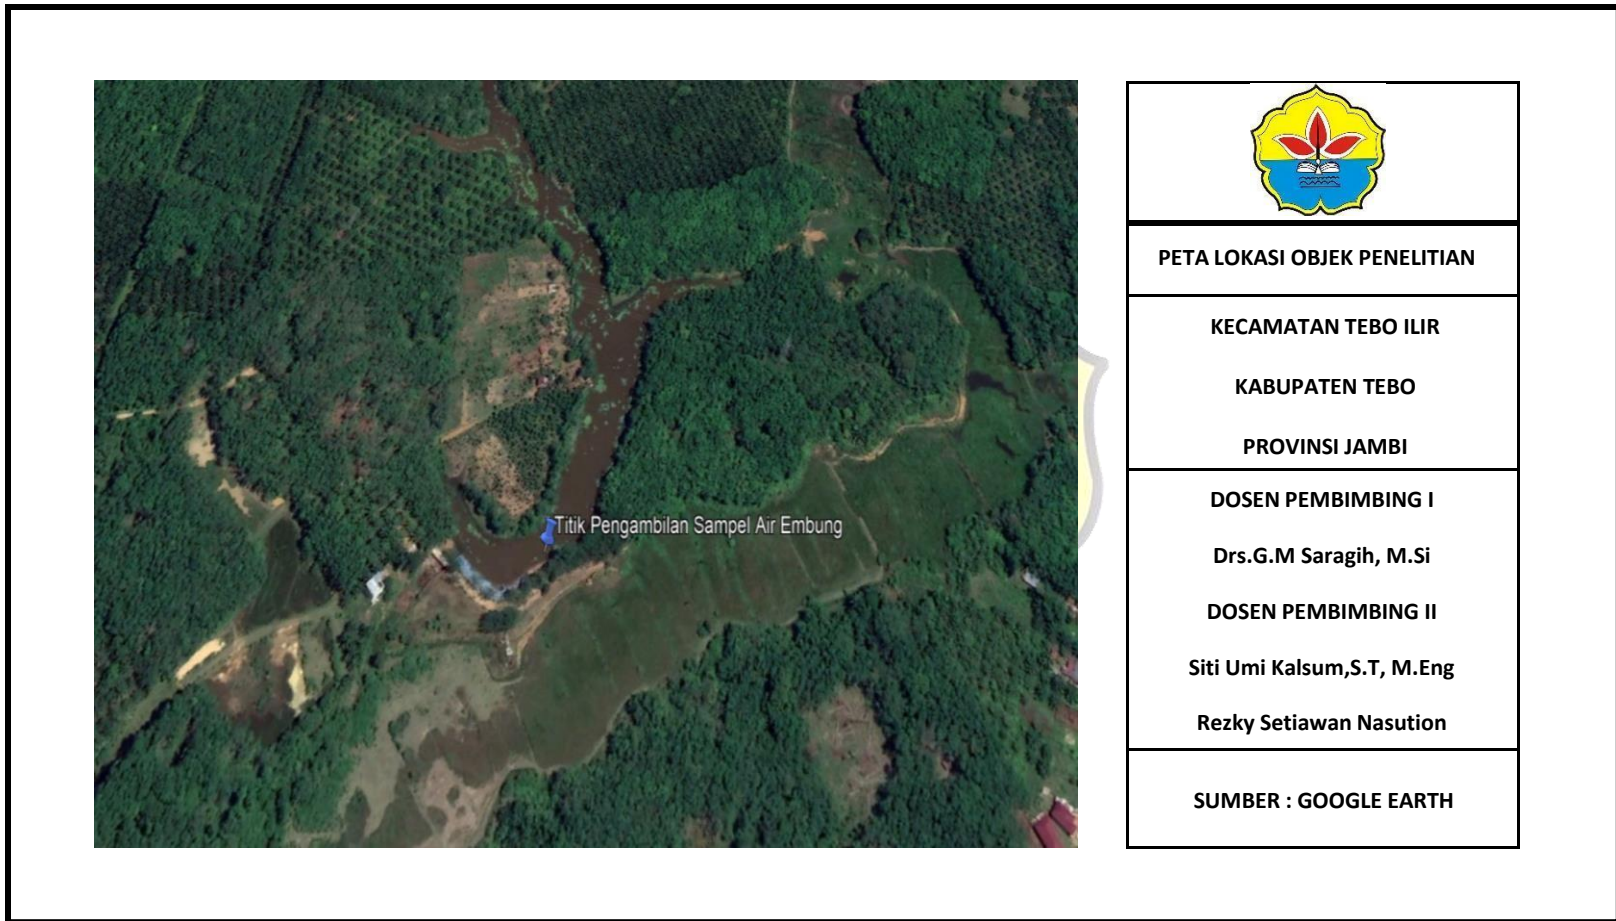 Titik Pengambilan Sampel Air Embung
PETA LOKASI OBJEK PENELITIAN
KECAMATAN TEBO ILIR
KABUPATEN TEBO
PROVINSI JAMBI
DOSEN PEMBIMBING I
Drs.G.M Saragih, M.Si
DOSEN PEMBIMBING II
Siti Umi Kalsum,S.T, M.Eng
Rezky Setiawan Nasution
SUMBER : GOOGLE EARTH